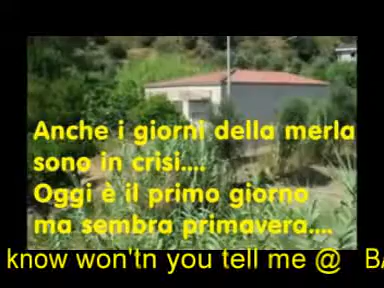 Anche i giorni della merla
sono in crisi....
Oggi è il primo giorno
ma sembra primavera....
know won'tn you tell me @